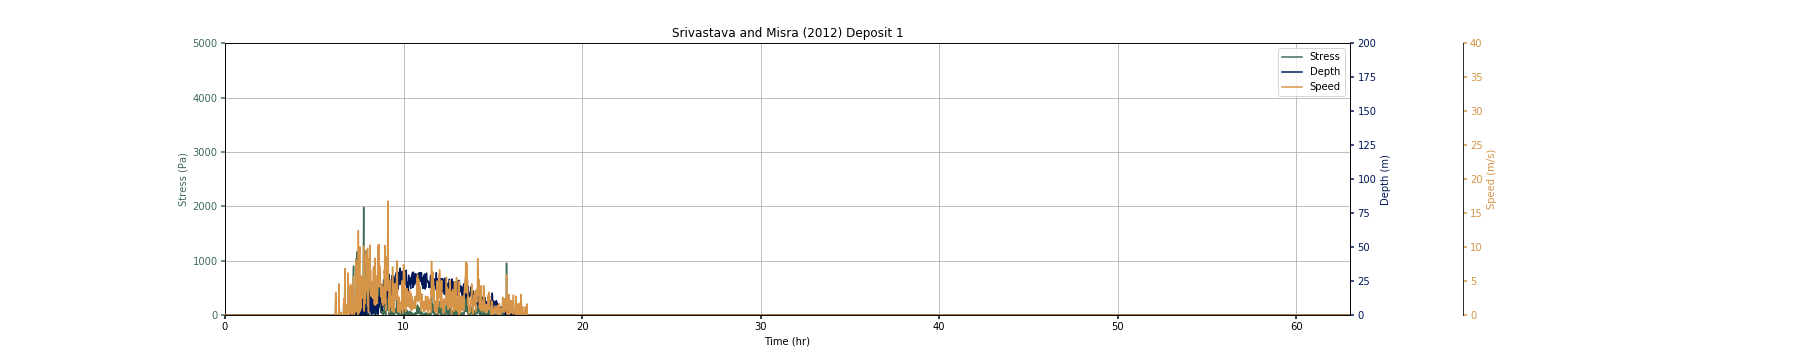 Srivastava and Misra (2012) Deposit 1
Stress (Pa)
5000
4000
3000
2000
1000
0
Stress
Depth
Speed
200
175
150
125
100
75
50
25
0
Depth (m)
40
35
30
25
20
15
10
5
0
Speed (m/s)
0 10 20 30 40 50 60
Time (hr)